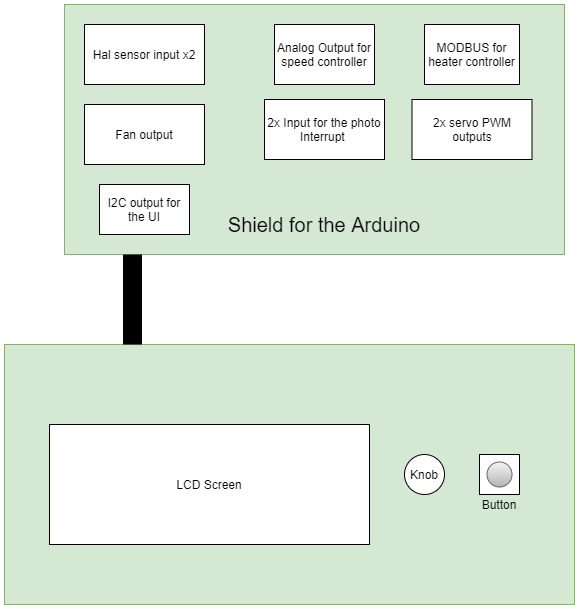 Hal sensor input x2
Analog Output for
speed controller
MODBUS for
heater controller
Fan output
2x Input for the photo
Interrupt
2x servo PWM
outputs
I2C output for
the UI
Shield for the Arduino
LCD Screen
Knob
Button